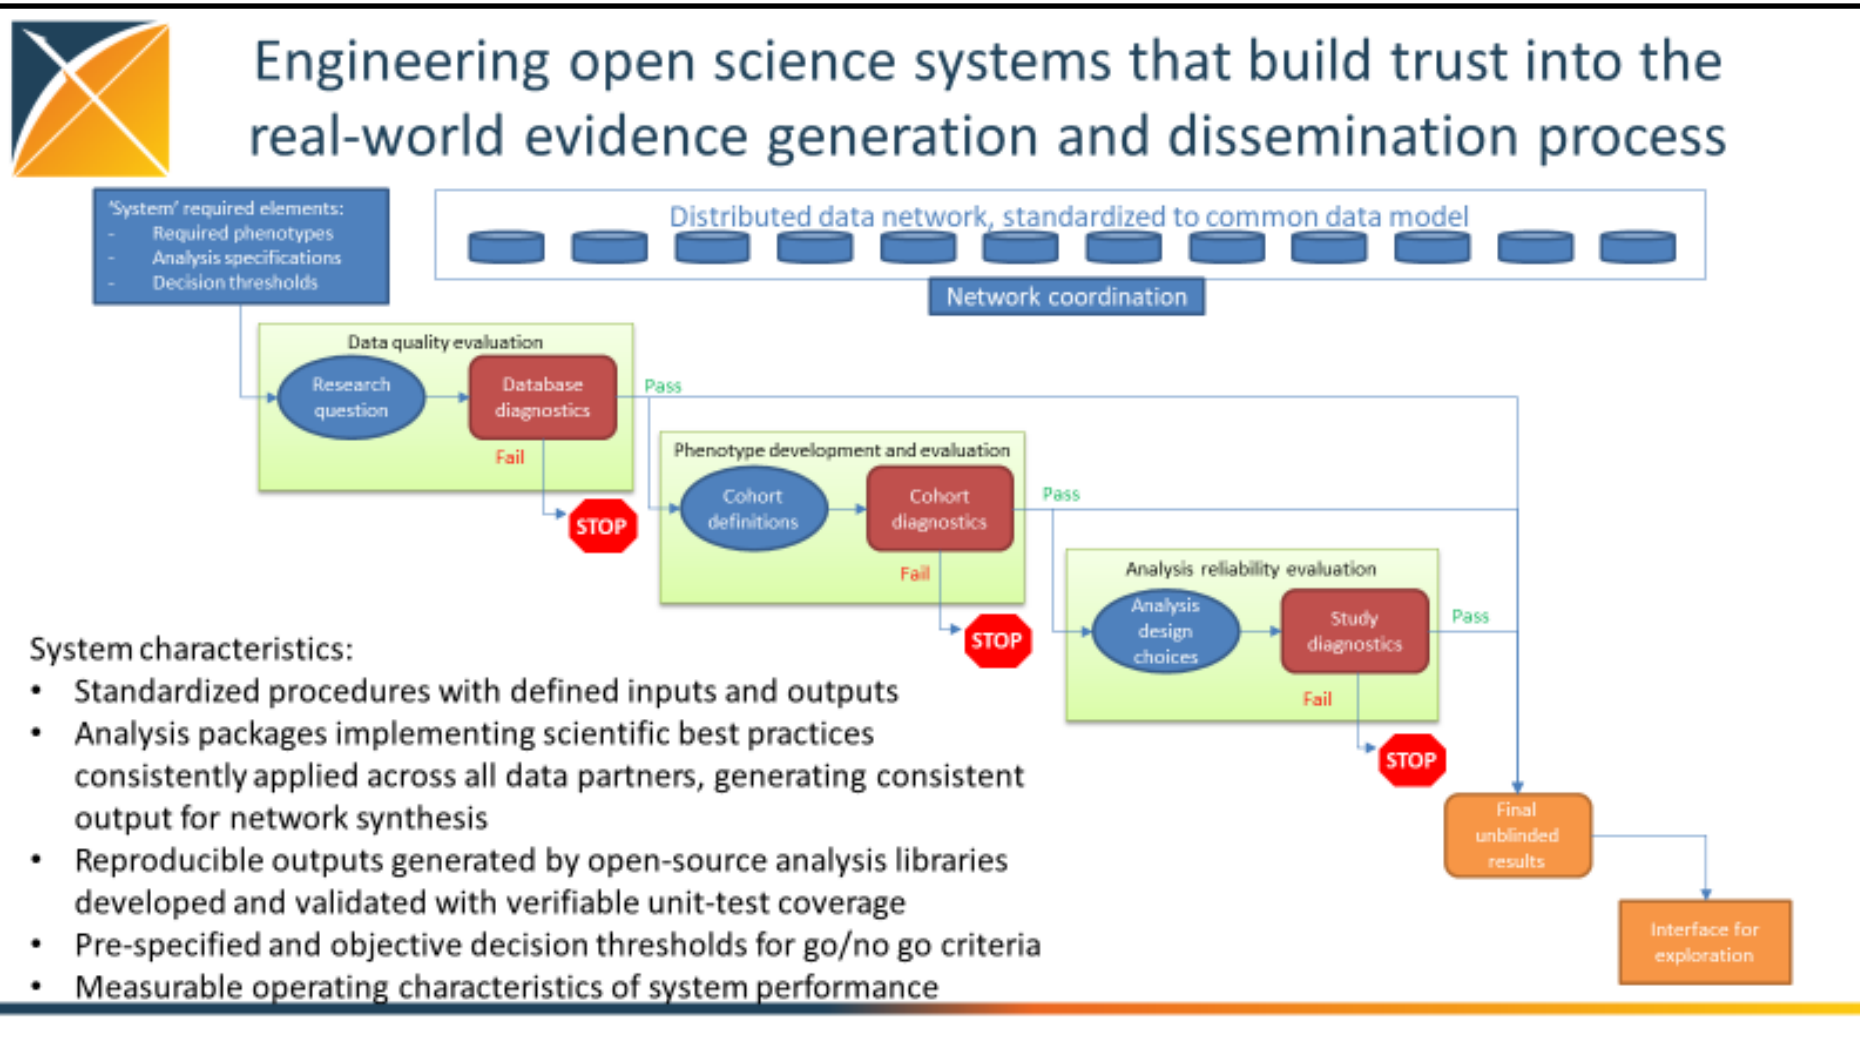 Engineering open science systems that build trust into the
real-world evidence generation and dissemination process
'System' required elements:
- Required phenotypes
- Analysis specifications
- Decision thresholds
Distributed data network, standardized to common data model
Network coordination
Data quality evaluation
Research
question
Database
diagnostics
Pass
Fail
STOP
Phenotype development and evaluation
Cohort
definitions
Cohort
diagnostics
Pass
Fail
STOP
Analysis reliability evaluation
Analysis
design
choices
Study
diagnostics
Pass
Fail
STOP
Final
unblinded
results
Interface for
exploration
System characteristics:
• Standardized procedures with defined inputs and outputs
• Analysis packages implementing scientific best practices
consistently applied across all data partners, generating consistent
output for network synthesis
• Reproducible outputs generated by open-source analysis libraries
developed and validated with verifiable unit-test coverage
• Pre-specified and objective decision thresholds for go/no go criteria
• Measurable operating characteristics of system performance